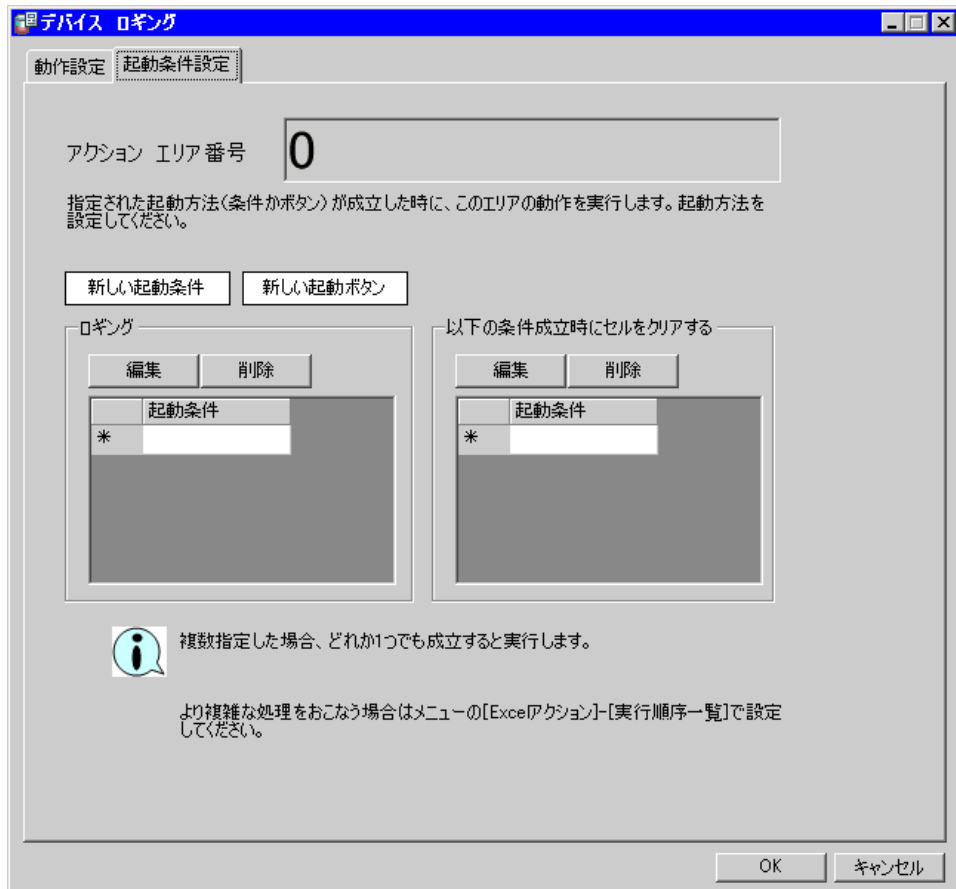 デバイス ロギング
動作設定 起動条件設定
アクション エリア番号 0
指定された起動方法(条件かボタン)が成立した時に、このエリアの動作を実行します。起動方法を
設定してください。
新しい起動条件 新しい起動ボタン
ロギング
編集 削除
起動条件
*
以下の条件成立時にセルをクリアする
編集 削除
起動条件
*
複数指定した場合、どれか1つでも成立すると実行します。
より複雑な処理をおこなう場合はメニューの[Excelアクション]-[実行順序一覧]で設定
してください。
OK キャンセル